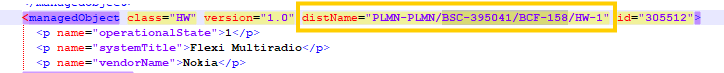 </managedObject>
<managedObject class="HW" version="1.0" distName="PLMN-PLMN/BSC-395041/BCF-158/HW-1" id="305512">
<p name="operationalState">1</p>
<p name="systemTitle">Flexi Multiradio</p>
<p name="vendorName">Nokia</p>